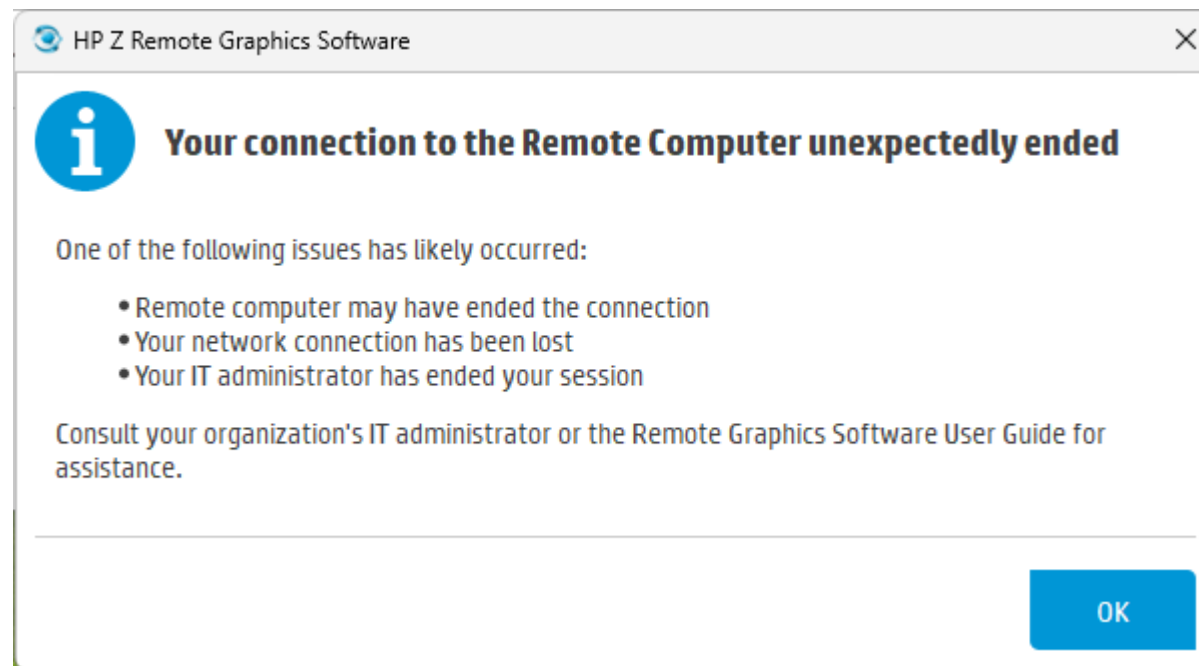 HP Z Remote Graphics Software
Your connection to the Remote Computer unexpectedly ended
One of the following issues has likely occurred:
• Remote computer may have ended the connection
• Your network connection has been lost
• Your IT administrator has ended your session
Consult your organization's IT administrator or the Remote Graphics Software User Guide for
assistance.
OK